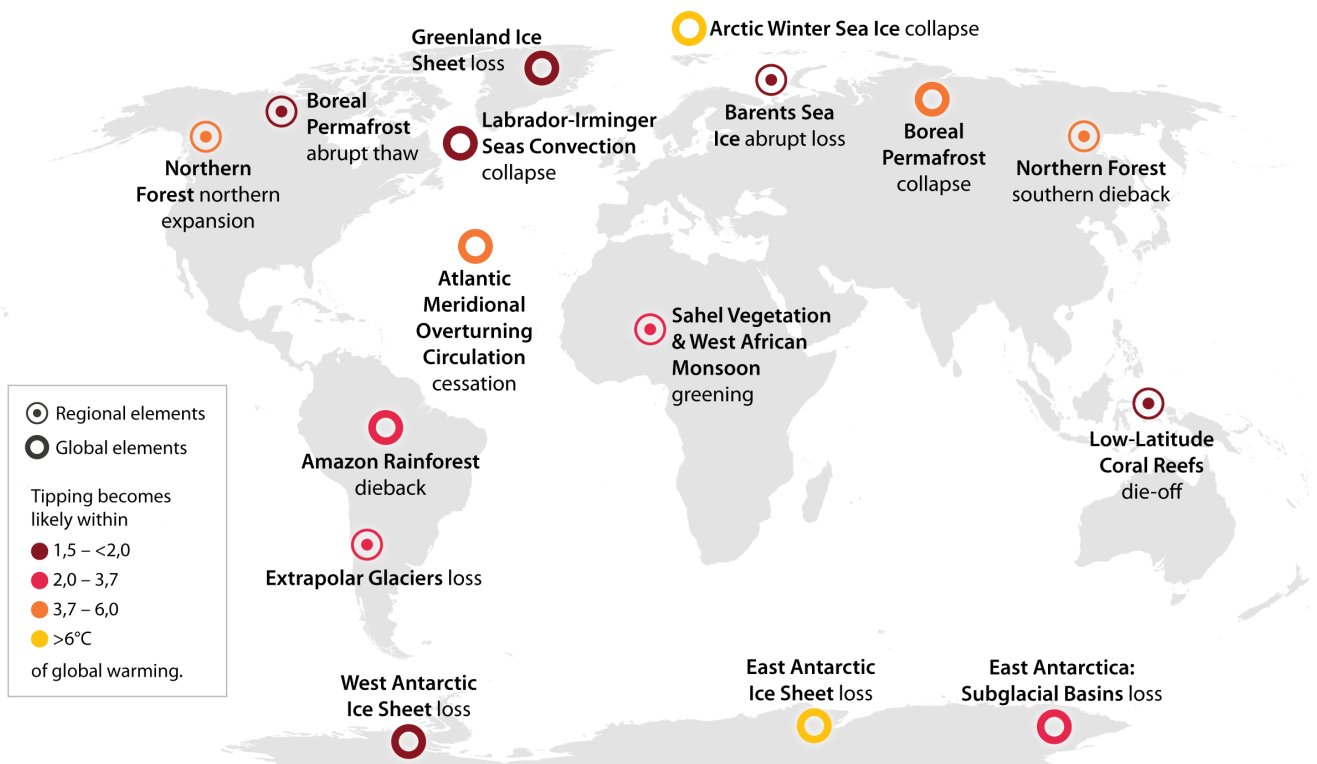 Arctic Winter Sea Ice collapse
Greenland Ice
Sheet loss
Boreal
Permafrost
abrupt thaw
Labrador-Irminger
Seas Convection
collapse
Barents Sea
Ice abrupt loss
Boreal
Permafrost
collapse
Northern Forest
southern dieback
Northern
Forest northern
expansion
Atlantic
Meridional
Overturning
Circulation
cessation
Sahel Vegetation
& West African
Monsoon
greening
Regional elements
Global elements
Tipping becomes
likely within
1,5 – <2,0
2,0 – 3,7
3,7 – 6,0
>6°C
of global warming.
Amazon Rainforest
dieback
Low-Latitude
Coral Reefs
die-off
Extrapolar Glaciers loss
West Antarctic
Ice Sheet loss
East Antarctic
Ice Sheet loss
East Antarctica:
Subglacial Basins loss